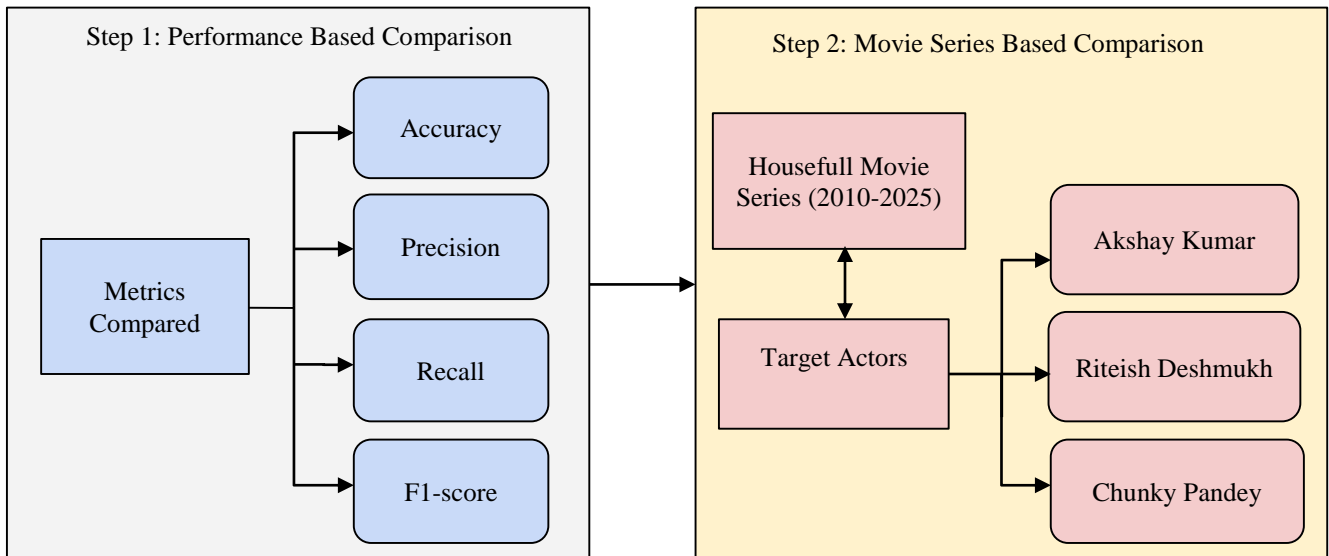 Step 1: Performance Based Comparison
Metrics
Compared
Accuracy
Precision
Recall
F1-score
Step 2: Movie Series Based Comparison
Housefull Movie
Series (2010-2025)
Target Actors
Akshay Kumar
Riteish Deshmukh
Chunky Pandey